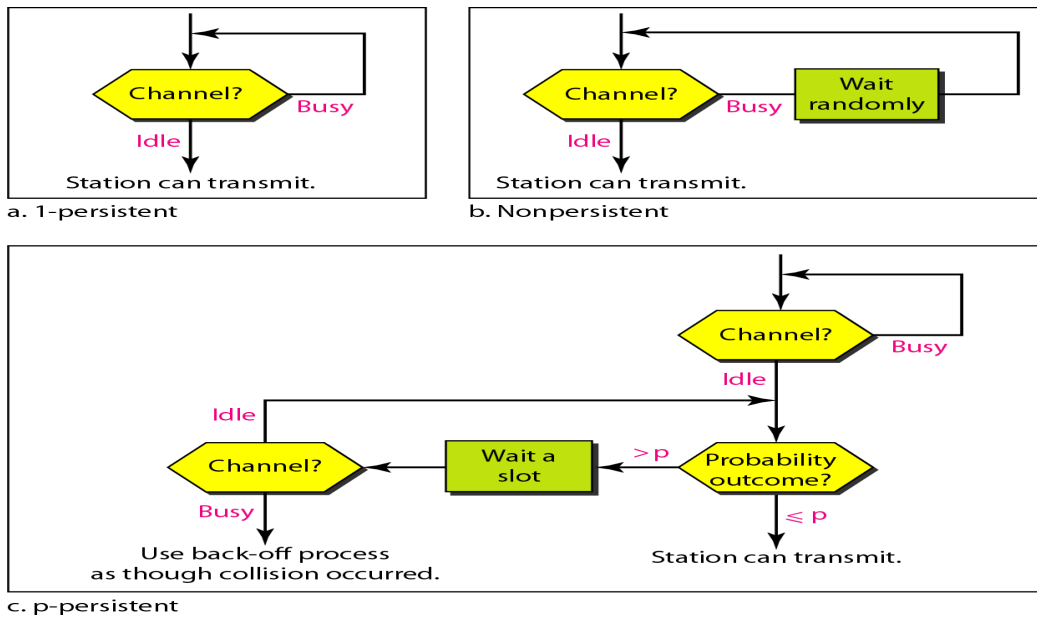 Channel?
Busy
Idle
Station can transmit.
a. 1-persistent
Channel?
Busy
Wait
randomly
Idle
Station can transmit.
b. Nonpersistent
Channel?
Busy
Idle
Idle
Channel?
Wait a
slot
>p
Probability
outcome?
Busy
≤ p
Use back-off process
as though collision occurred.
Station can transmit.
c. p-persistent